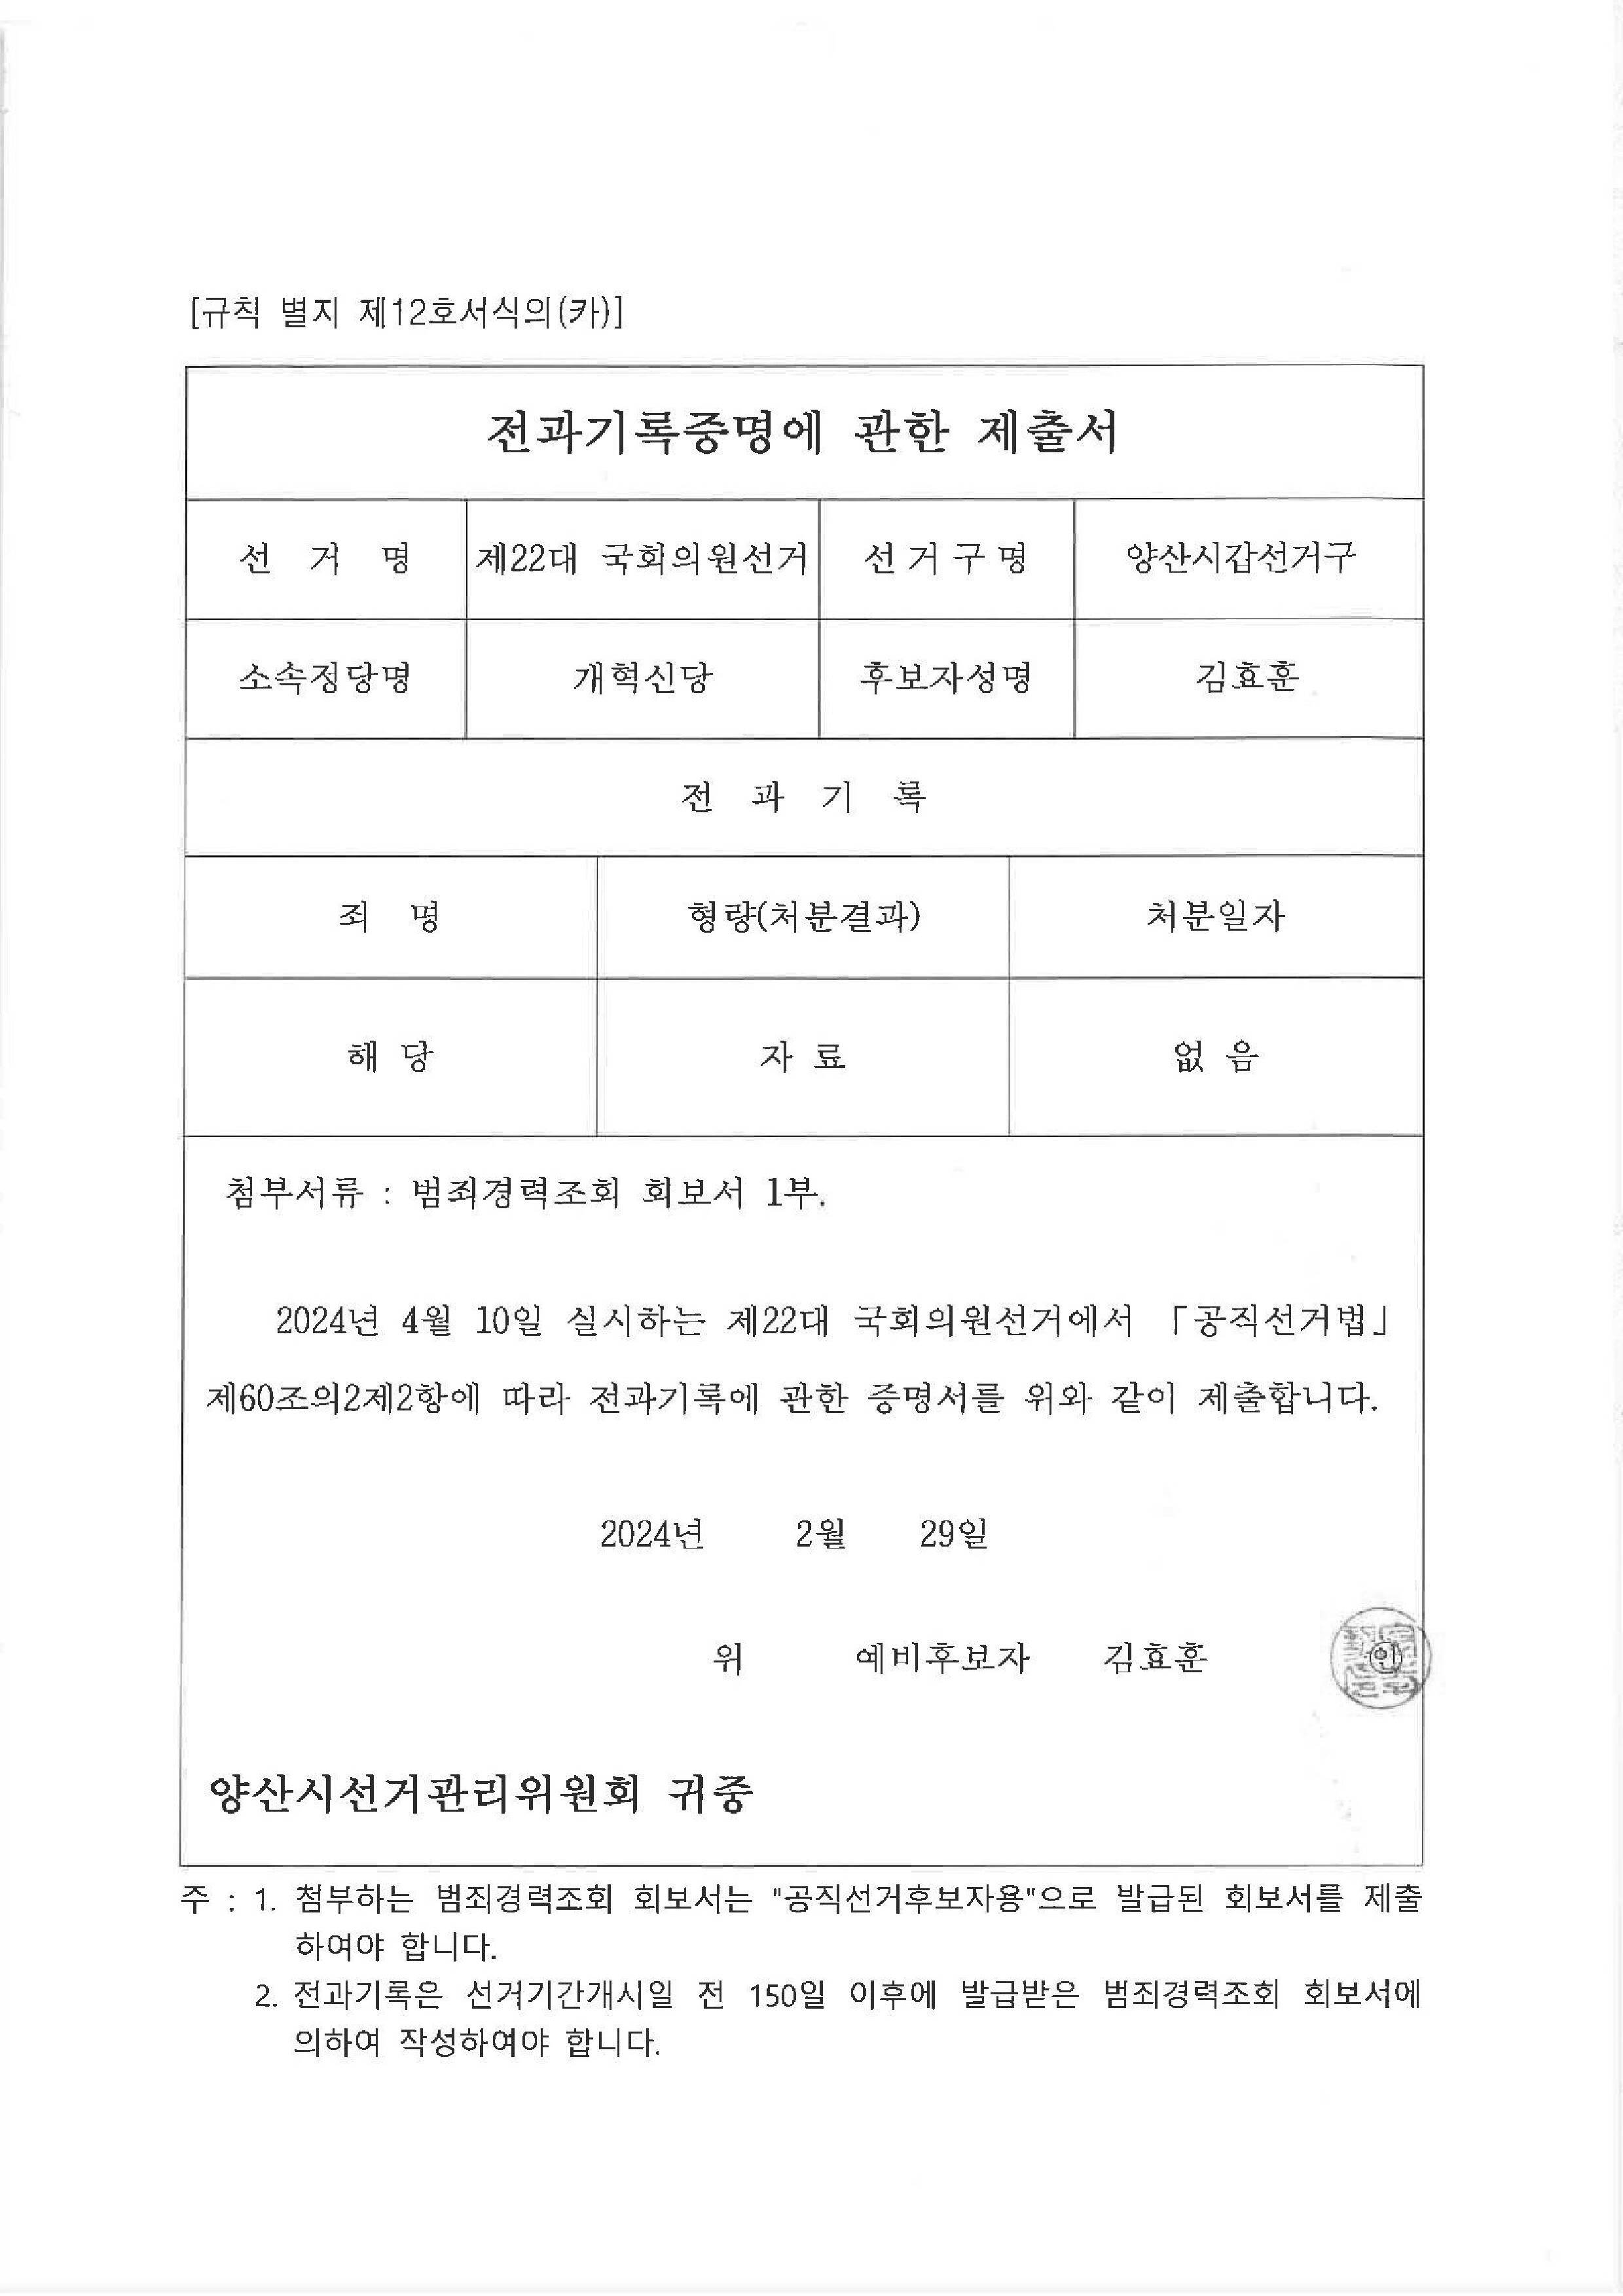 [규칙 별지 제12호서식의(카)]
전과기록증명에 관한 제출서
선 거 명 제22대 국회의원선거 선 거 구 명 양산시갑선거구
소속정당명 개혁신당 후보자성명 김효훈
전 과 기 록
죄 명 형량(처분결과) 처분일자
해 당 자 료 없 음
첨부서류 : 범죄경력조회 회보서 1부.
2024년 4월 10일 실시하는 제22대 국회의원선거에서 「공직선거법」
제60조의2제2항에 따라 전과기록에 관한 증명서를 위와 같이 제출합니다.
2024년 2월 29일
위 예비후보자 김효훈 인
양산시선거관리위원회 귀중
주 : 1. 첨부하는 범죄경력조회 회보서는 "공직선거후보자용"으로 발급된 회보서를 제출
하여야 합니다.
2. 전과기록은 선거기간개시일 전 150일 이후에 발급받은 범죄경력조회 회보서에
의하여 작성하여야 합니다.